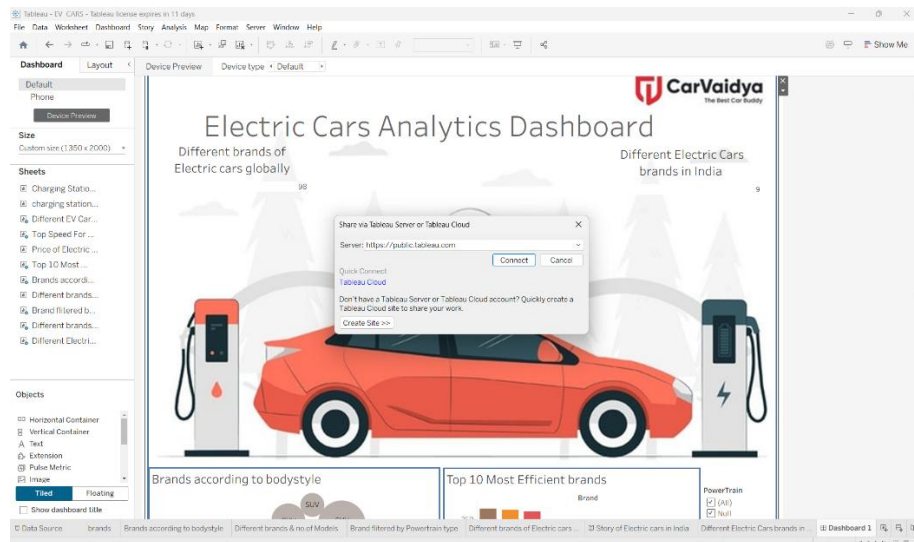 Tableau - EV CARS - Tableau license expires in 11 days
File Data Worksheet Dashboard Story Analysis Map Format Server Window Help
Show Me
Dashboard Layout
Device Preview Device type Default
Default
Phone
Device Preview
Size
Custom size (1350 x 2000)
Sheets
Charging Statio...
charging station...
Different EV Car...
Top Speed For ...
Price of Electric ...
Top 10 Most...
Brands accordi...
Different brands...
Brand flitered b...
Different brands...
Different Electri...
Objects
Horizontal Container
Vertical Container
Text
Extension
Pulse Metric
Image
Tiled Floating
Show dashboard title
CarVaidya
The Best Car Buddy
Electric Cars Analytics Dashboard
Different brands of
Electric cars globally
98
Different Electric Cars
brands in India
9
Share via Tableau Server or Tableau Cloud
Server: https://public.tableau.com
Connect Cancel
Quick Connect
Tableau Cloud
Don't have a Tableau Server or Tableau Cloud account? Quickly create a
Tableau Cloud site to share your work.
Create Site >>
Brands according to bodystyle
SUV
Top 10 Most Efficient brands
Brand
PowerTrain
(All)
Null
Data Source brands Brands according to bodystyle Different brands & no.of Models Brand flitered by Powertrain type Different brands of Electric cars ... Story of Electric cars in India Different Electric Cars brands in ... Dashboard 1